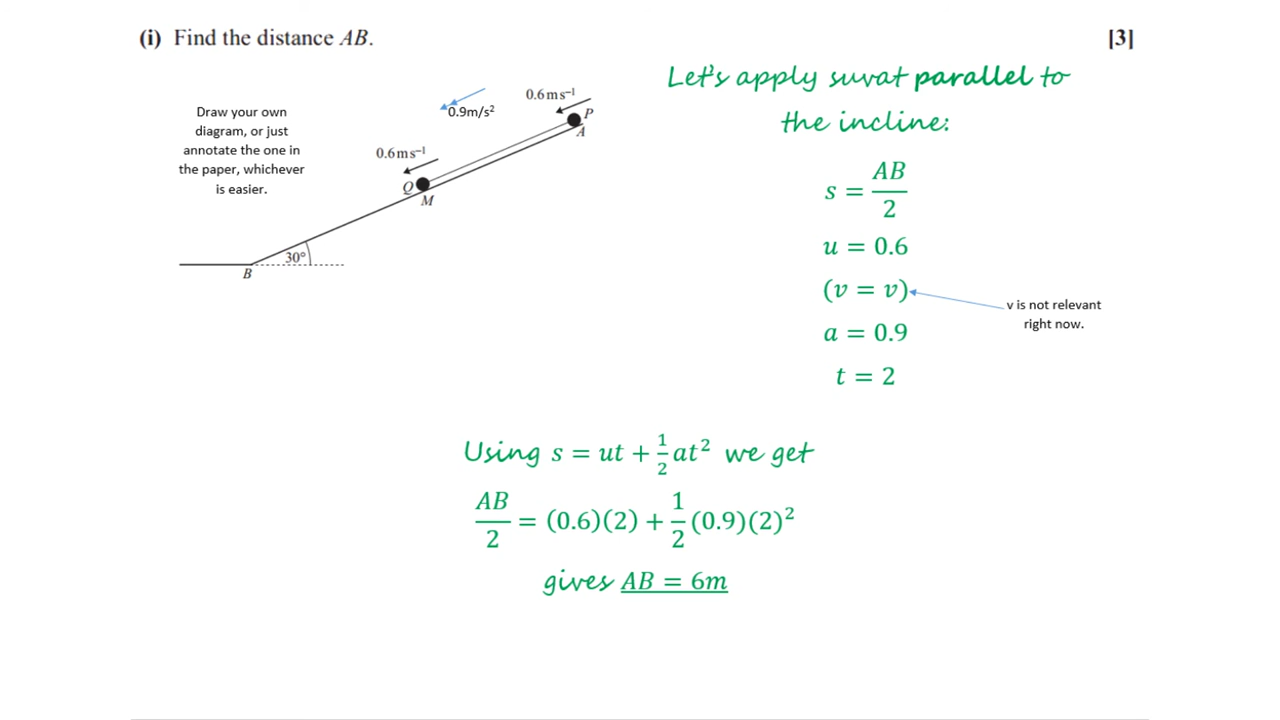 (i) Find the distance AB. [3]
Let's apply suvat parallel to
the incline:
Draw your own
diagram, or just
annotate the one in
the paper, whichever
is easier.
0.9m/s²
0.6 m s⁻¹
P
A
0.6 m s⁻¹
Q
M
30°
B
s = AB/2
u = 0.6
(v = v)
v is not relevant
right now.
a = 0.9
t = 2
Using s = ut + ½at² we get
AB/2 = (0.6)(2) + 1/2(0.9)(2)²
gives AB = 6m